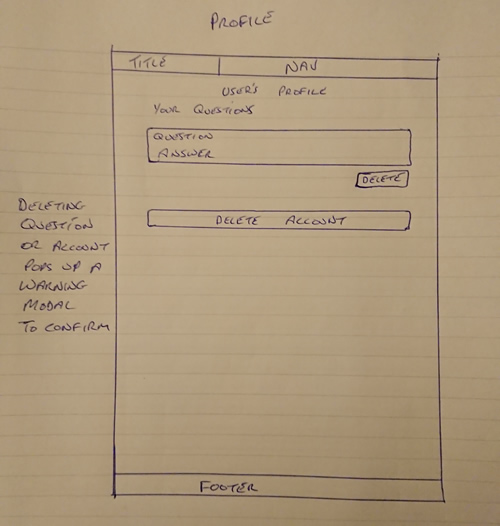 PROFILE
TITLE NAV
USER'S PROFILE
YOUR QUESTIONS
QUESTION
ANSWER
DELETE
DELETE ACCOUNT
DELETING
QUESTION
OR ACCOUNT
POPS UP A
WARNING
MODAL
TO CONFIRM
FOOTER